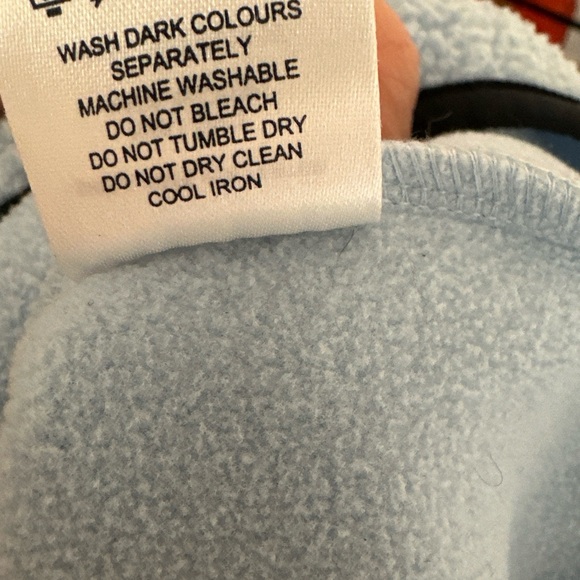 WASH DARK COLOURS
SEPARATELY
MACHINE WASHABLE
DO NOT BLEACH
DO NOT TUMBLE DRY
DO NOT DRY CLEAN
COOL IRON